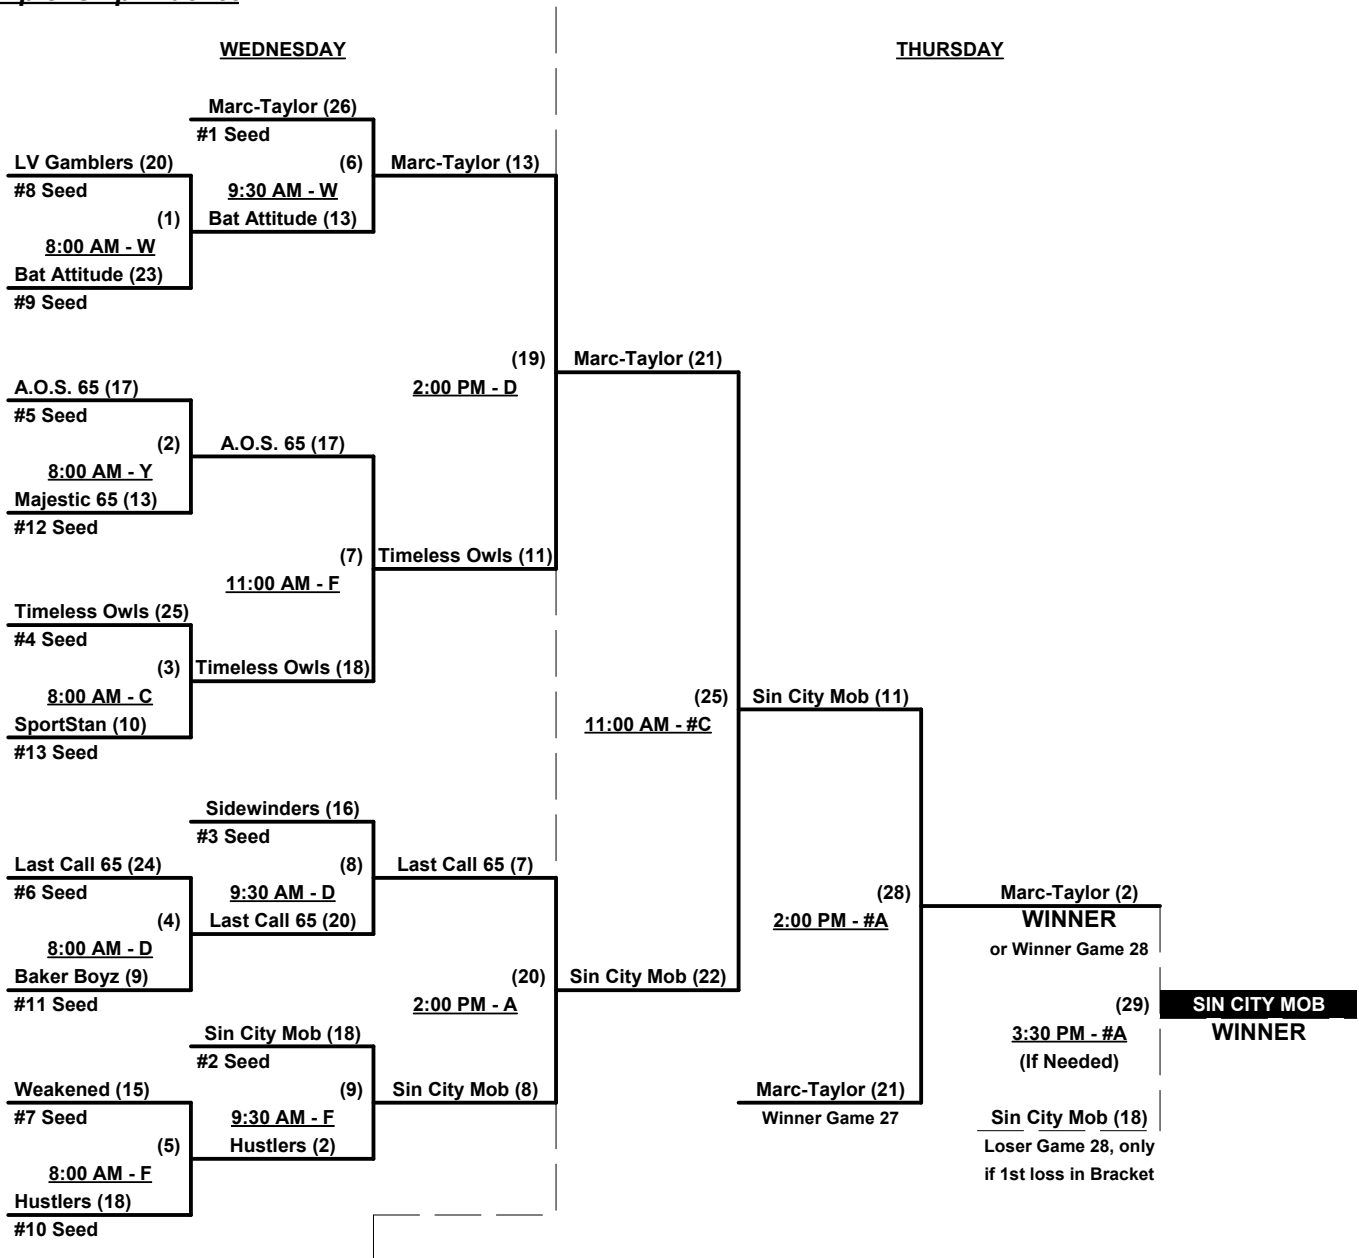 WEDNESDAY
THURSDAY
Marc-Taylor (26)
#1 Seed
LV Gamblers (20)
(6)
Marc-Taylor (13)
#8 Seed
9:30 AM - W
(1)
Bat Attitude (13)
8:00 AM - W
Bat Attitude (23)
#9 Seed
(19)
Marc-Taylor (21)
A.O.S. 65 (17)
2:00 PM - D
#5 Seed
(2)
A.O.S. 65 (17)
8:00 AM - Y
Majestic 65 (13)
#12 Seed
(7)
Timeless Owls (11)
11:00 AM - F
Timeless Owls (25)
#4 Seed
(3)
Timeless Owls (18)
8:00 AM - C
(25)
Sin City Mob (11)
SportStan (10)
11:00 AM - #C
#13 Seed
Sidewinders (16)
#3 Seed
Last Call 65 (24)
(8)
Last Call 65 (7)
#6 Seed
9:30 AM - D
(28)
Marc-Taylor (2)
(4)
Last Call 65 (20)
2:00 PM - #A
WINNER
8:00 AM - D
or Winner Game 28
Baker Boyz (9)
(20)
Sin City Mob (22)
#11 Seed
2:00 PM - A
(29)
SIN CITY MOB
Sin City Mob (18)
3:30 PM - #A
WINNER
#2 Seed
(If Needed)
Weakened (15)
(9)
Sin City Mob (8)
Marc-Taylor (21)
#7 Seed
9:30 AM - F
Winner Game 27
Sin City Mob (18)
(5)
Hustlers (2)
Loser Game 28, only
8:00 AM - F
if 1st loss in Bracket
Hustlers (18)
#10 Seed